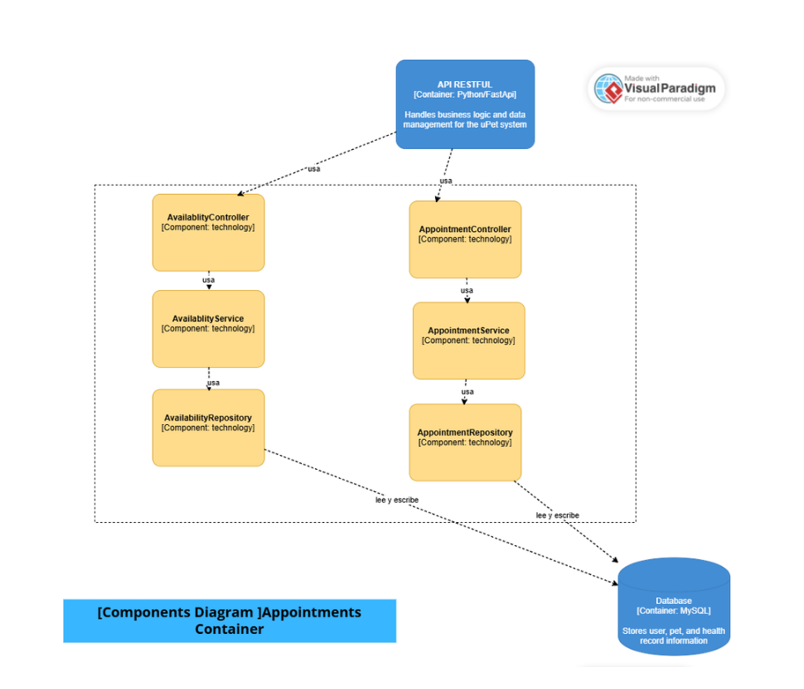 API RESTFUL
[Container: Python/FastApi]
Handles business logic and data
management for the uPet system
Made with
VisualParadigm
For non-commercial use
usa
usa
AvailablityController
[Component: technology]
AppointmentController
[Component: technology]
usa
usa
AvailablityService
[Component: technology]
AppointmentService
[Component: technology]
usa
usa
AvailabilityRepository
[Component: technology]
AppointmentRepository
[Component: technology]
lee y escribe
lee y escribe
Database
[Container: MySQL]
Stores user, pet, and health
record information
[Components Diagram ]Appointments
Container